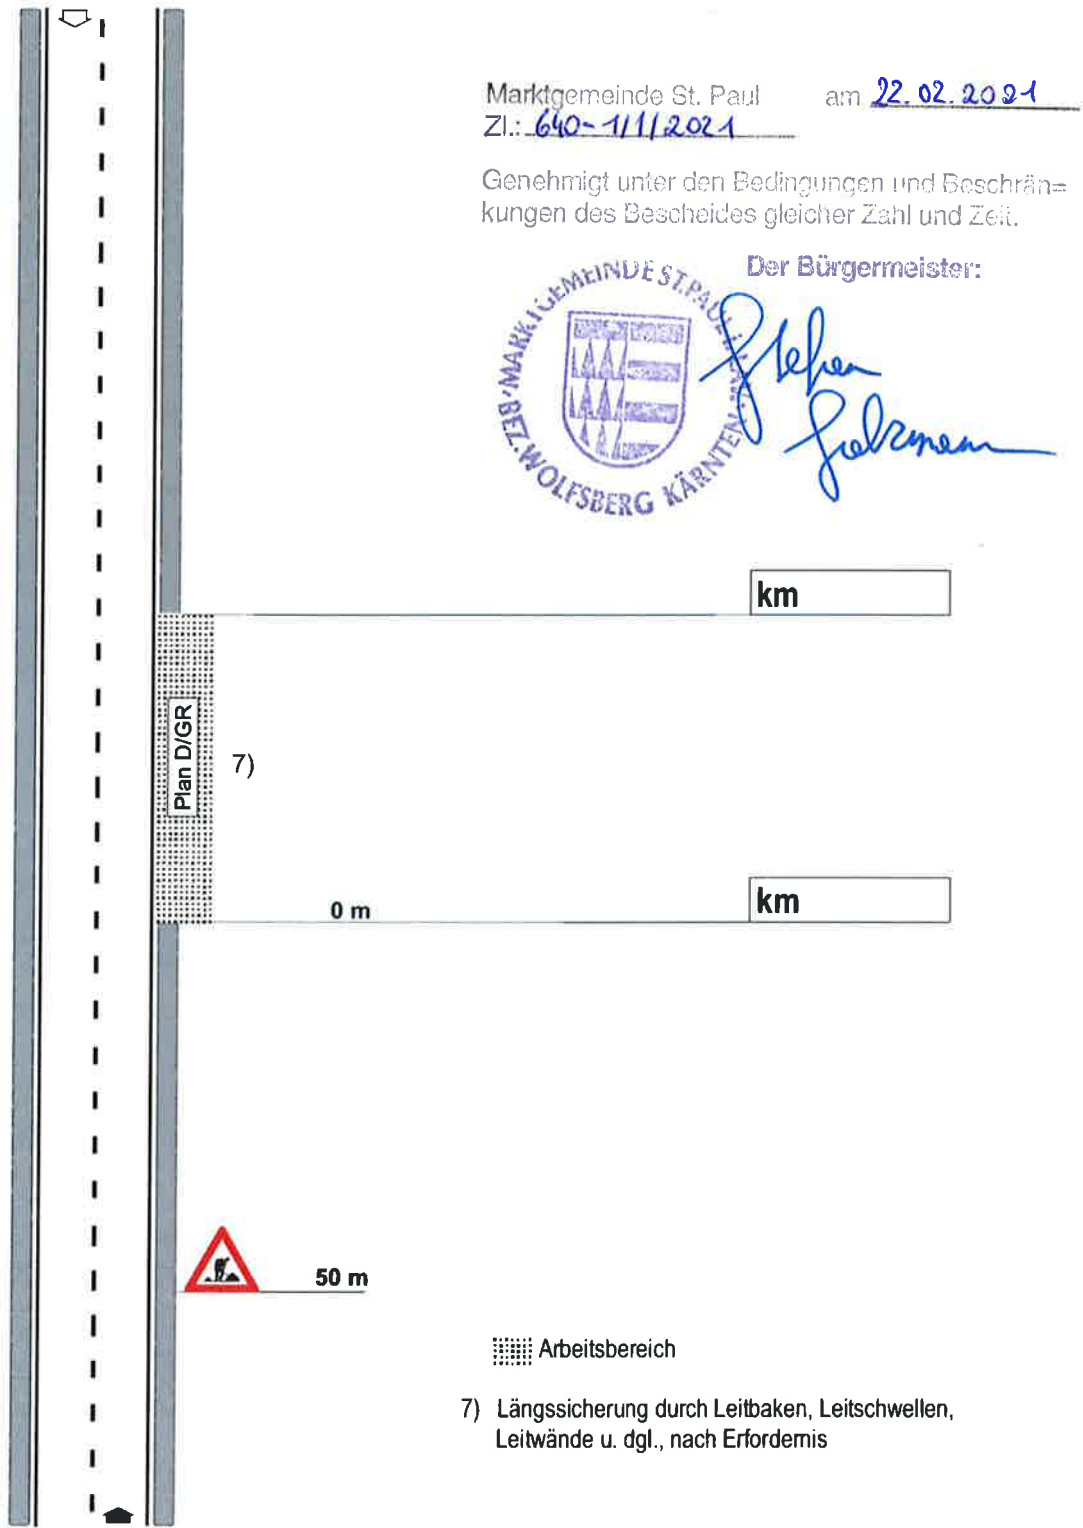 Marktgemeinde St. Paul am 22.02.2021
Zl.: 640-1/1/2021
Genehmigt unter den Bedingungen und Beschrän=
kungen des Bescheides gleicher Zahl und Zeit.
Der Bürgermeister:
MARKTGEMEINDE ST. PAUL I. LAV.
BEZ. WOLFSBERG KÄRNTEN
km
Plan D/GR
7)
0 m
km
50 m
Arbeitsbereich
7) Längssicherung durch Leitbaken, Leitschwellen,
Leitwände u. dgl., nach Erfordernis